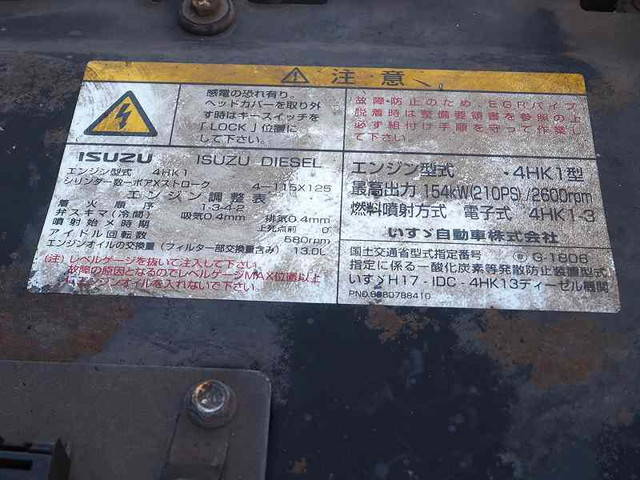 注意
感電の恐れ有り、
ヘッドカバーを取り外
す時はキースイッチを
「LOCK」位置に
して下さい。
故障防止のため、EGRパイプ
脱着時は整備要領書を参照の上
必ず組付け手順を守って作業し
て下さい。
ISUZU ISUZU DIESEL
エンジン型式 4HK1
シリンダー数ーボアXストローク 4ー115X125
エンジン調整表
着火順序 1-3-4-2
弁スキマ(冷間) 吸気0.4mm 排気0.4mm
噴射始メ時期 上死点前 0
アイドル回転数 580rpm
エンジンオイルの交換量(フィルター部交換量含み) 13.0L
(注)レベルゲージを抜いて注入して下さい。
故障の原因となるのでレベルゲージMAX位置以上
にエンジンオイルを入れないで下さい。
エンジン型式 4HK1型
最高出力 154kW(210PS)/2600rpm
燃料噴射方式 電子式 4HK1-3
いすゞ自動車株式会社
国土交通省型式指定番号 G-1806
指定に係る一酸化炭素等発散防止装置型式
いすゞH17・IDC-4HK13ディーゼル機関
PNO.